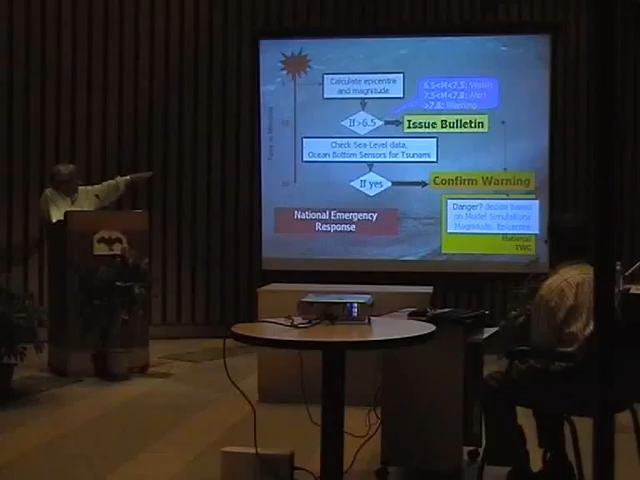 Calculate epicentre
and magnitude
6.5<M<7.5: Watch
7.5<M<7.8: Alert
>7.8: Warning
If>6.5
Issue Bulletin
Check Sea-Level data,
Ocean Bottom Sensors for Tsunami
If yes
Confirm Warning
National Emergency
Response
Danger? decide based
on Model Simulations
Magnitude, Epicentre
National
TWC